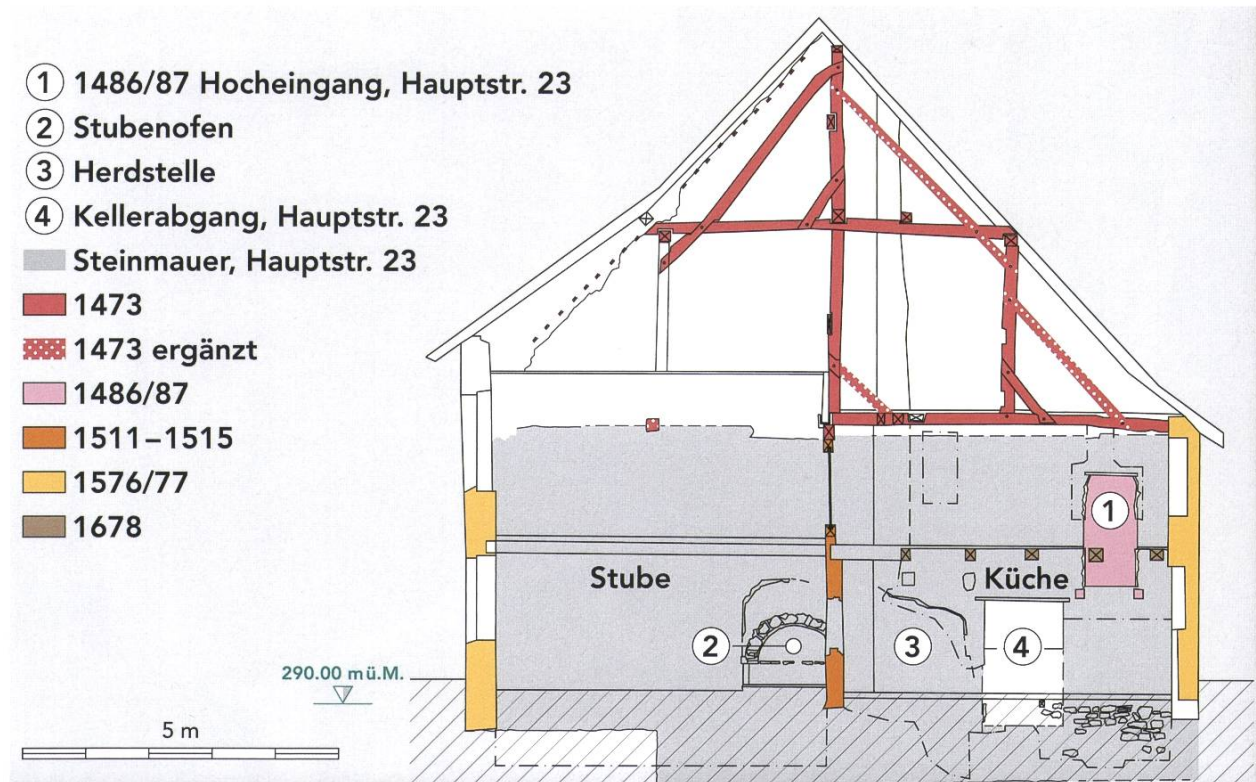 1 1486/87 Hocheingang, Hauptstr. 23
2 Stubenofen
3 Herdstelle
4 Kellerabgang, Hauptstr. 23
Steinmauer, Hauptstr. 23
1473
1473 ergänzt
1486/87
1511–1515
1576/77
1678
1
Stube
Küche
2
3
4
290.00 mü.M.
5 m